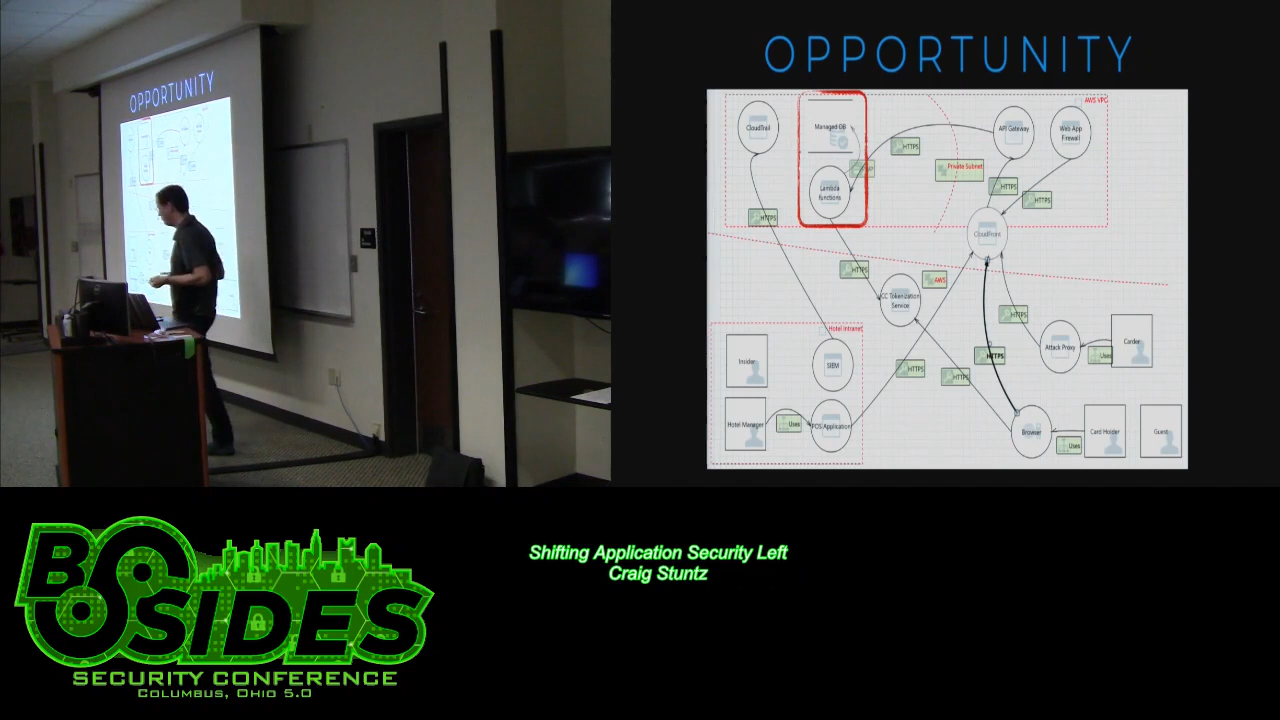 OPPORTUNITY
OPPORTUNITY
AWS VPC
CloudTrail
Managed DB
API Gateway
Web App
Firewall
HTTPS
Private Subnet
Lambda
functions
HTTPS
HTTPS
HTTPS
CloudFront
HTTPS
AWS
CC Tokenization
Service
HTTPS
Hotel Intranet
Insider
SIEM
HTTPS
HTTPS
HTTPS
Attack Proxy
Uses
Carder
Hotel Manager
Uses
POS Application
Browser
Uses
Card Holder
Guest
BSIDES
SECURITY CONFERENCE
COLUMBUS, OHIO 5.0
Shifting Application Security Left
Craig Stuntz